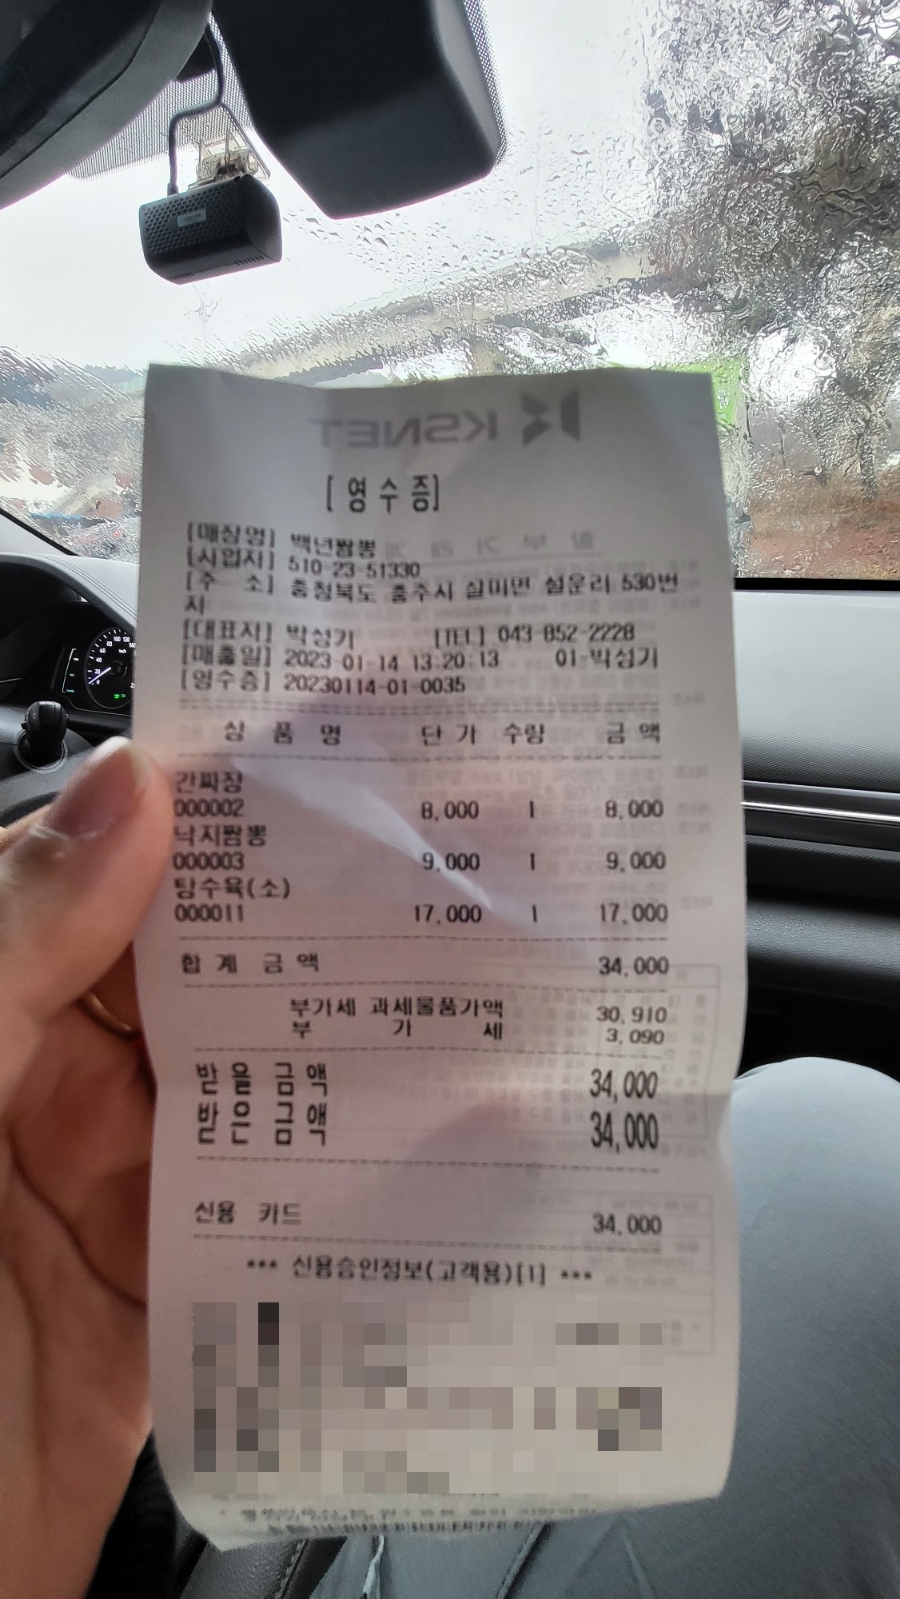 KSNET
[영수증]
[매장명] 백년짬뽕
[사업자] 510-23-51330
[주 소] 충청북도 충주시 살미면 설운리 530번
지
[대표자] 박성기 [TEL] 043-852-2228
[매출일] 2023-01-14 13:20:13 01-박성기
[영수증] 20230114-01-0035
상 품 명 단 가 수량 금 액
간짜장
000002 8,000 1 8,000
낙지짬뽕
000003 9,000 1 9,000
탕수육(소)
000011 17,000 1 17,000
합 계 금 액 34,000
부가세 과세물품가액 30,910
부 가 세 3,090
받 을 금 액 34,000
받 은 금 액 34,000
신용 카드 34,000
*** 신용승인정보(고객용)[1] ***